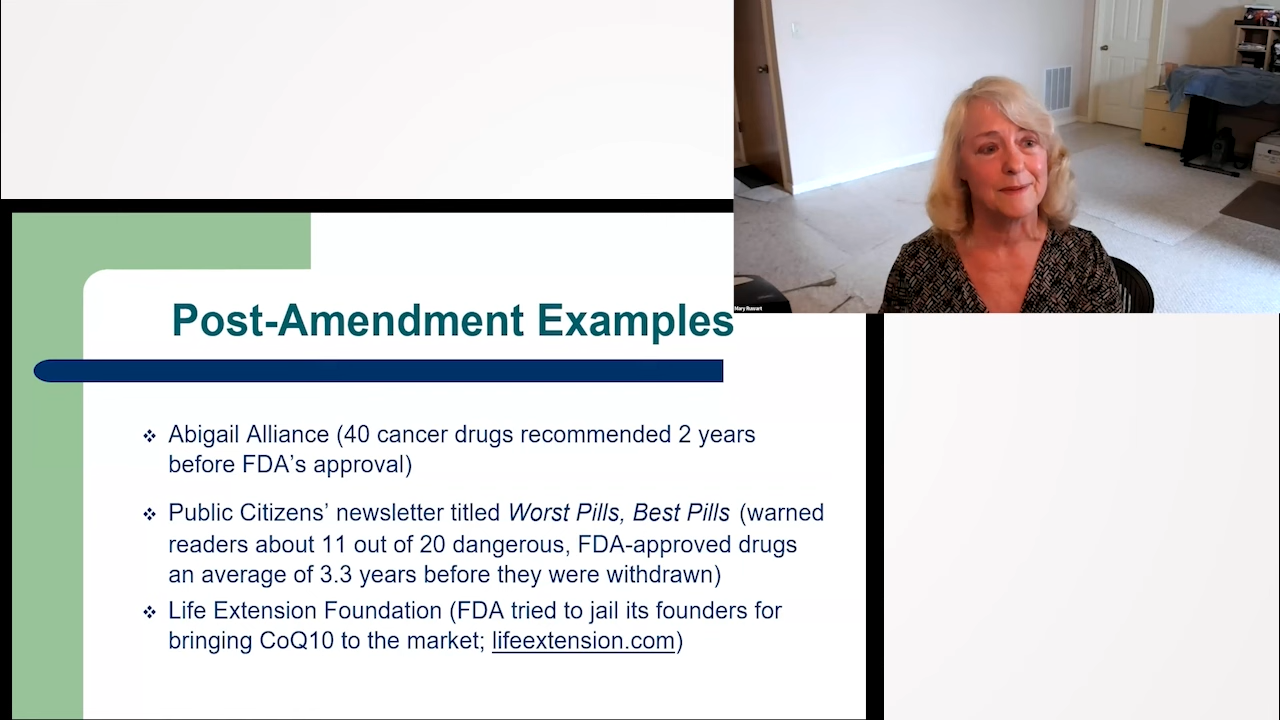 Mary Ruwart
Post-Amendment Examples
❖ Abigail Alliance (40 cancer drugs recommended 2 years
before FDA’s approval)
❖ Public Citizens’ newsletter titled Worst Pills, Best Pills (warned
readers about 11 out of 20 dangerous, FDA-approved drugs
an average of 3.3 years before they were withdrawn)
❖ Life Extension Foundation (FDA tried to jail its founders for
bringing CoQ10 to the market; lifeextension.com)